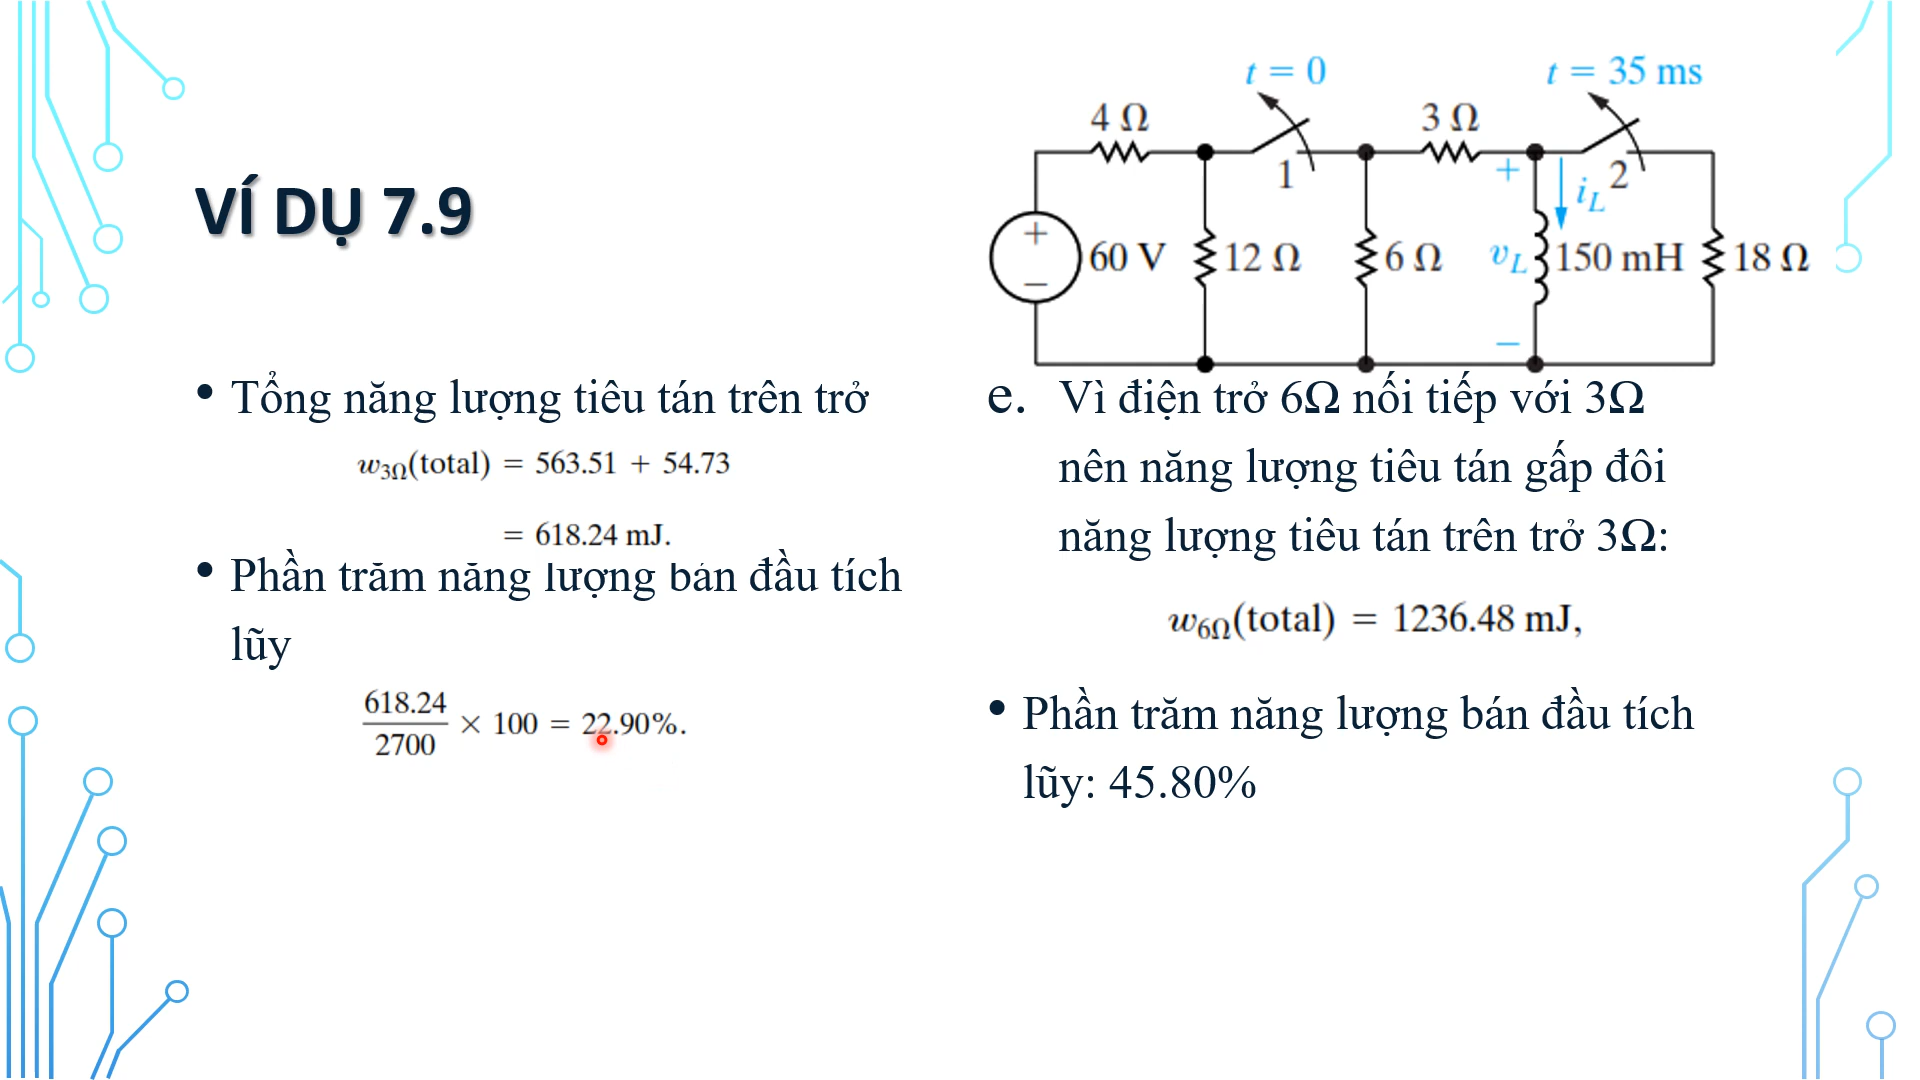 VÍ DỤ 7.9
t = 0
t = 35 ms
4 Ω
3 Ω
1
2
+
i_L
+
60 V
12 Ω
6 Ω
v_L
150 mH
18 Ω
−
−
• Tổng năng lượng tiêu tán trên trở
w₃Ω(total) = 563.51 + 54.73
= 618.24 mJ.
• Phần trăm năng lượng bán đầu tích
lũy
618.24
2700
× 100 = 22.90%.
e. Vì điện trở 6Ω nối tiếp với 3Ω
nên năng lượng tiêu tán gấp đôi
năng lượng tiêu tán trên trở 3Ω:
w₆Ω(total) = 1236.48 mJ,
• Phần trăm năng lượng bán đầu tích
lũy: 45.80%